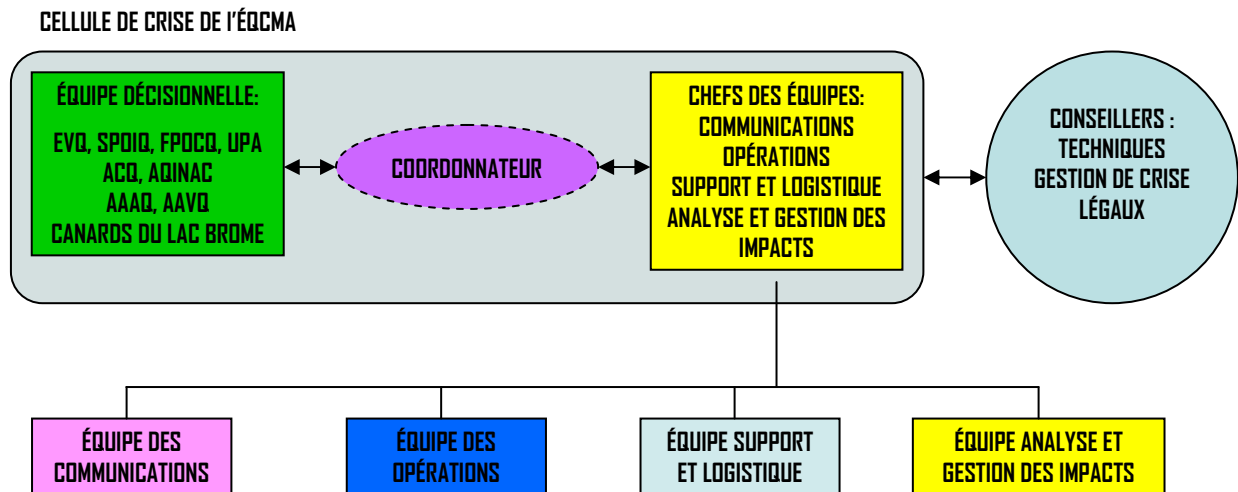 CELLULE DE CRISE DE l'ÉQCMA
ÉQUIPE DÉCISIONNELLE:
EVQ, SPOIQ, FPOCQ, UPA
ACQ, AQINAC
AAAQ, AAVQ
CANARDS DU LAC BROME
COORDONNATEUR
CHEFS DES ÉQUIPES:
COMMUNICATIONS
OPÉRATIONS
SUPPORT ET LOGISTIQUE
ANALYSE ET GESTION DES
IMPACTS
CONSEILLERS :
TECHNIQUES
GESTION DE CRISE
LÉGAUX
ÉQUIPE DES
COMMUNICATIONS
ÉQUIPE DES
OPÉRATIONS
ÉQUIPE SUPPORT
ET LOGISTIQUE
ÉQUIPE ANALYSE ET
GESTION DES IMPACTS